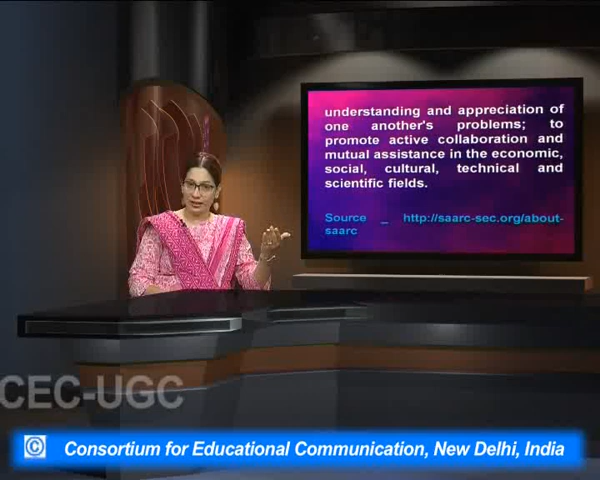 understanding and appreciation of
one another's problems; to
promote active collaboration and
mutual assistance in the economic,
social, cultural, technical and
scientific fields.
Source _ http://saarc-sec.org/about-
saarc
CEC-UGC
© Consortium for Educational Communication, New Delhi, India